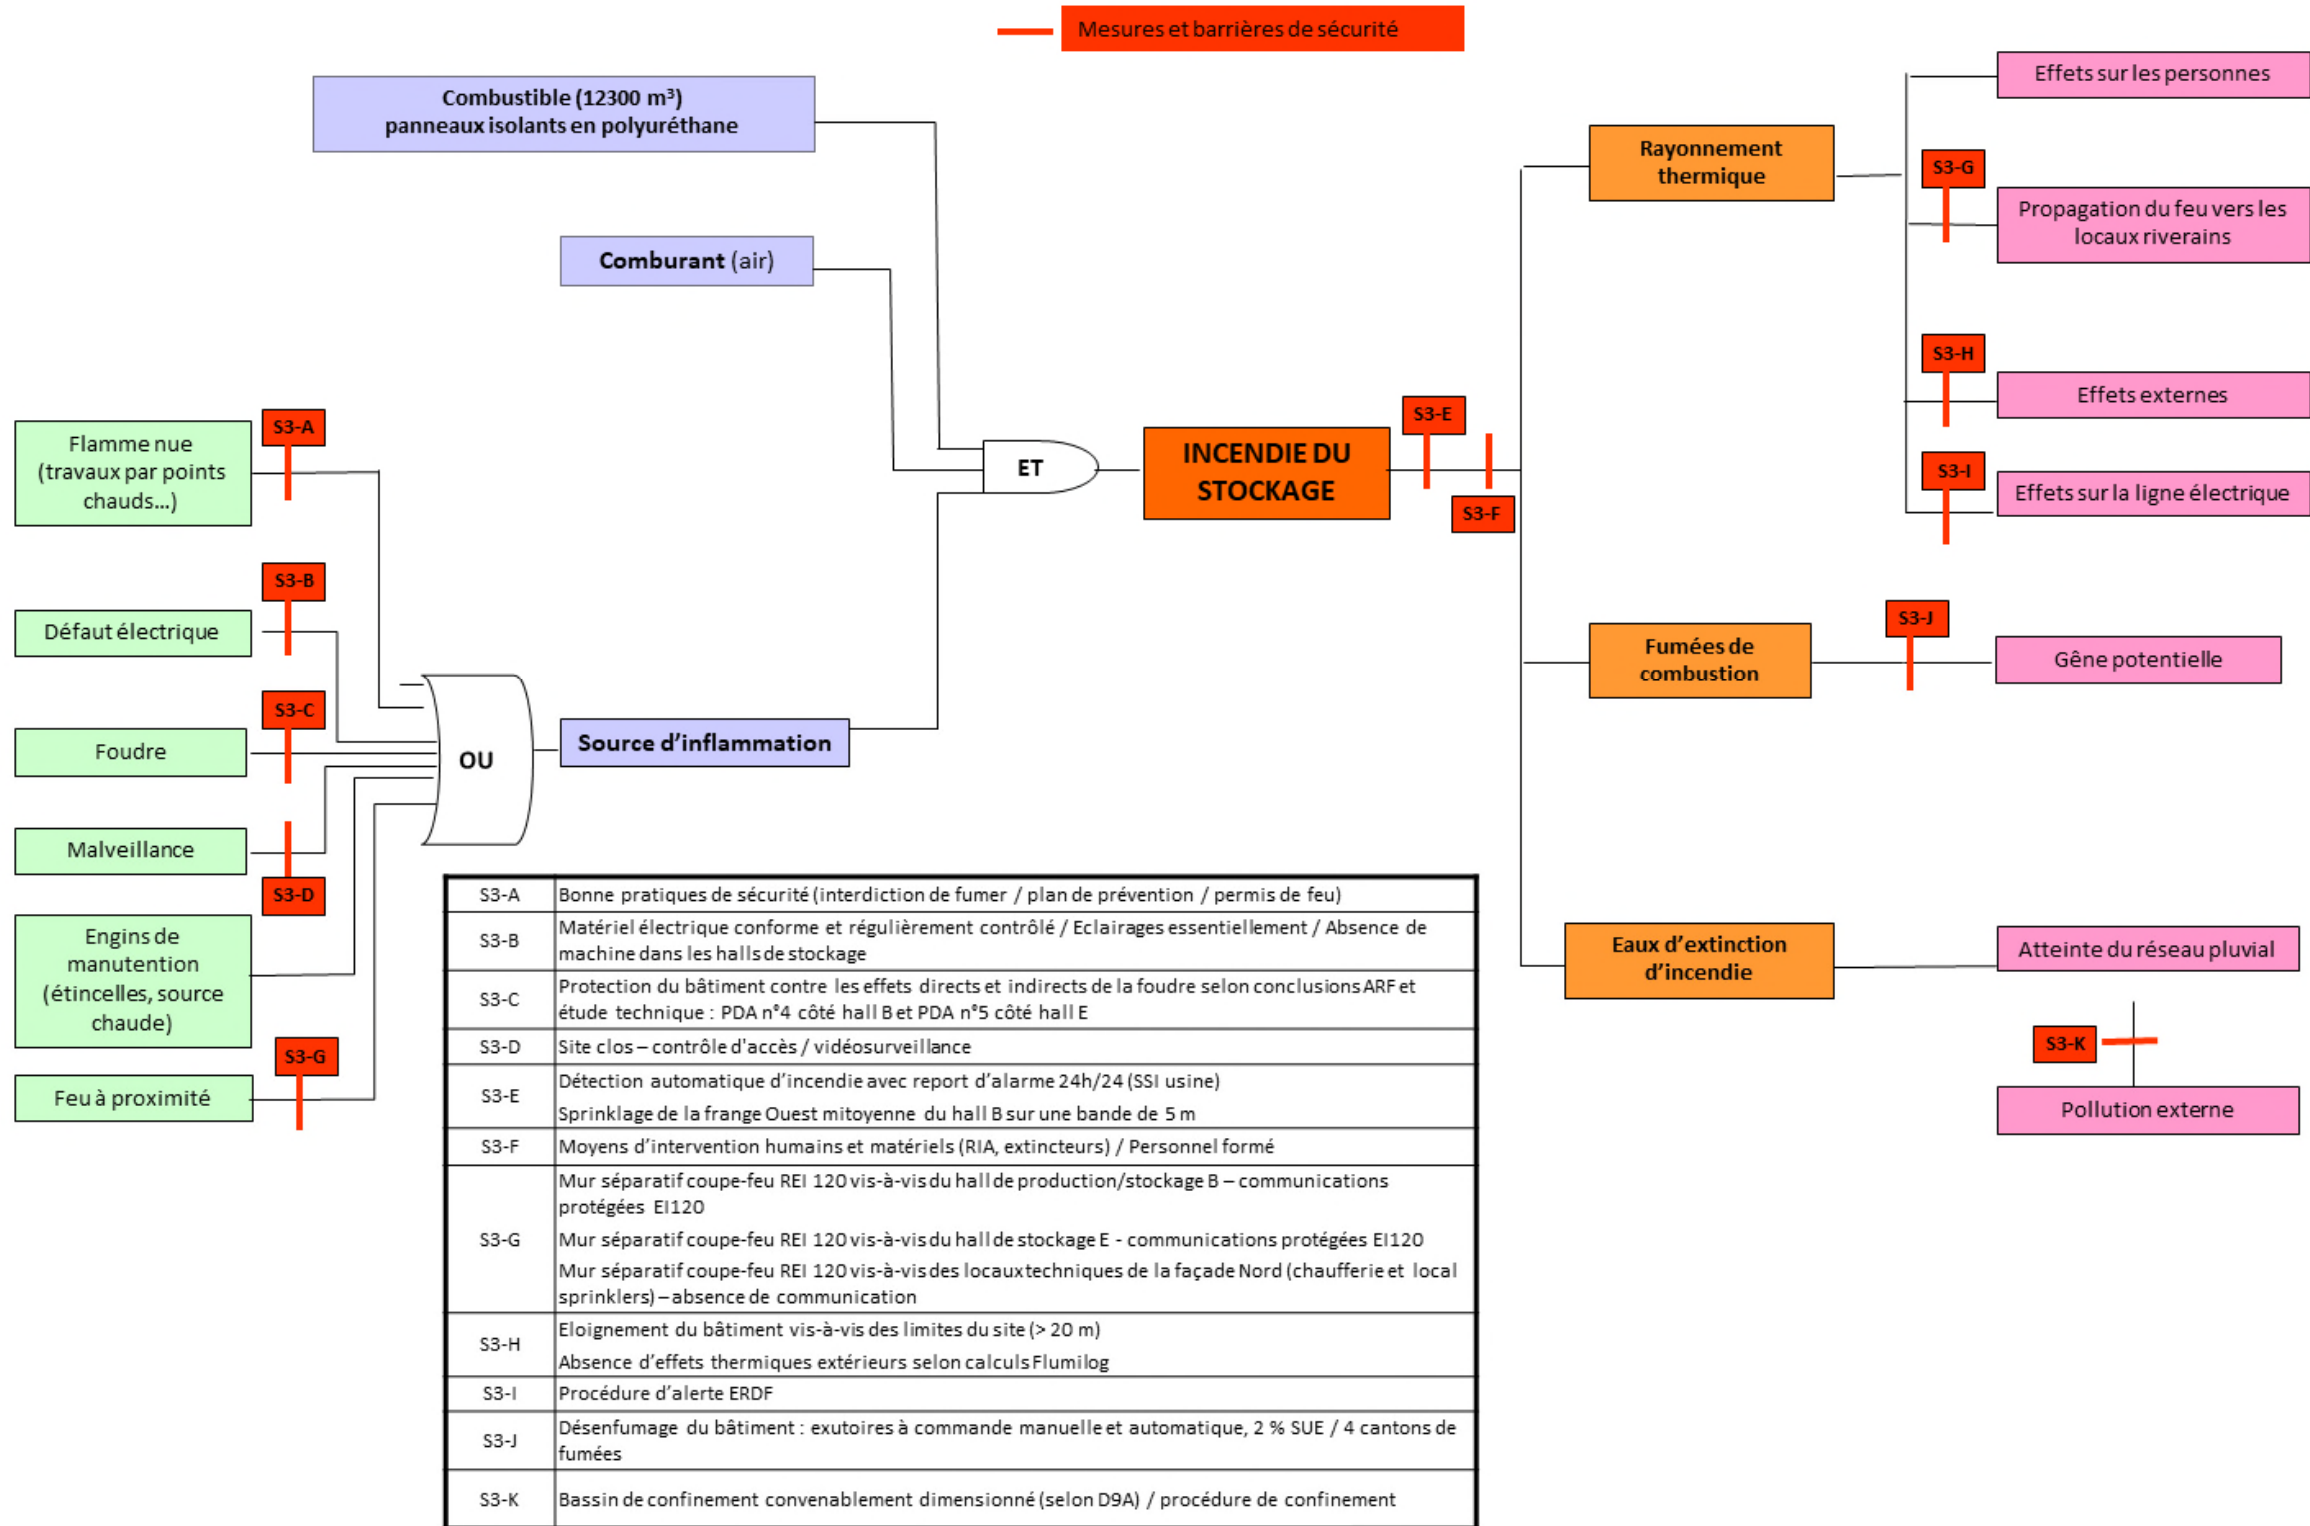 Mesures et barrières de sécurité
Combustible (12300 m³)
panneaux isolants en polyuréthane
Comburant (air)
S3-A
Flamme nue
(travaux par points
chauds…)
S3-B
Défaut électrique
S3-C
Foudre
Malveillance
S3-D
Engins de
manutention
(étincelles, source
chaude)
S3-G
Feu à proximité
OU
Source d’inflammation
ET
INCENDIE DU
STOCKAGE
S3-E
S3-F
Rayonnement
thermique
Effets sur les personnes
S3-G
Propagation du feu vers les
locaux riverains
S3-H
Effets externes
S3-I
Effets sur la ligne électrique
Fumées de
combustion
S3-J
Gêne potentielle
Eaux d’extinction
d’incendie
Atteinte du réseau pluvial
S3-K
Pollution externe
S3-A Bonne pratiques de sécurité (interdiction de fumer / plan de prévention / permis de feu)
S3-B Matériel électrique conforme et régulièrement contrôlé / Eclairages essentiellement / Absence de
machine dans les halls de stockage
S3-C Protection du bâtiment contre les effets directs et indirects de la foudre selon conclusions ARF et
étude technique : PDA n°4 côté hall B et PDA n°5 côté hall E
S3-D Site clos – contrôle d'accès / vidéosurveillance
S3-E Détection automatique d’incendie avec report d’alarme 24h/24 (SSI usine)
Sprinklage de la frange Ouest mitoyenne du hall B sur une bande de 5 m
S3-F Moyens d’intervention humains et matériels (RIA, extincteurs) / Personnel formé
S3-G Mur séparatif coupe-feu REI 120 vis-à-vis du hall de production/stockage B – communications
protégées EI120
Mur séparatif coupe-feu REI 120 vis-à-vis du hall de stockage E - communications protégées EI120
Mur séparatif coupe-feu REI 120 vis-à-vis des locaux techniques de la façade Nord (chaufferie et local
sprinklers) – absence de communication
S3-H Eloignement du bâtiment vis-à-vis des limites du site (> 20 m)
Absence d’effets thermiques extérieurs selon calculs Flumilog
S3-I Procédure d’alerte ERDF
S3-J Désenfumage du bâtiment : exutoires à commande manuelle et automatique, 2 % SUE / 4 cantons de
fumées
S3-K Bassin de confinement convenablement dimensionné (selon D9A) / procédure de confinement